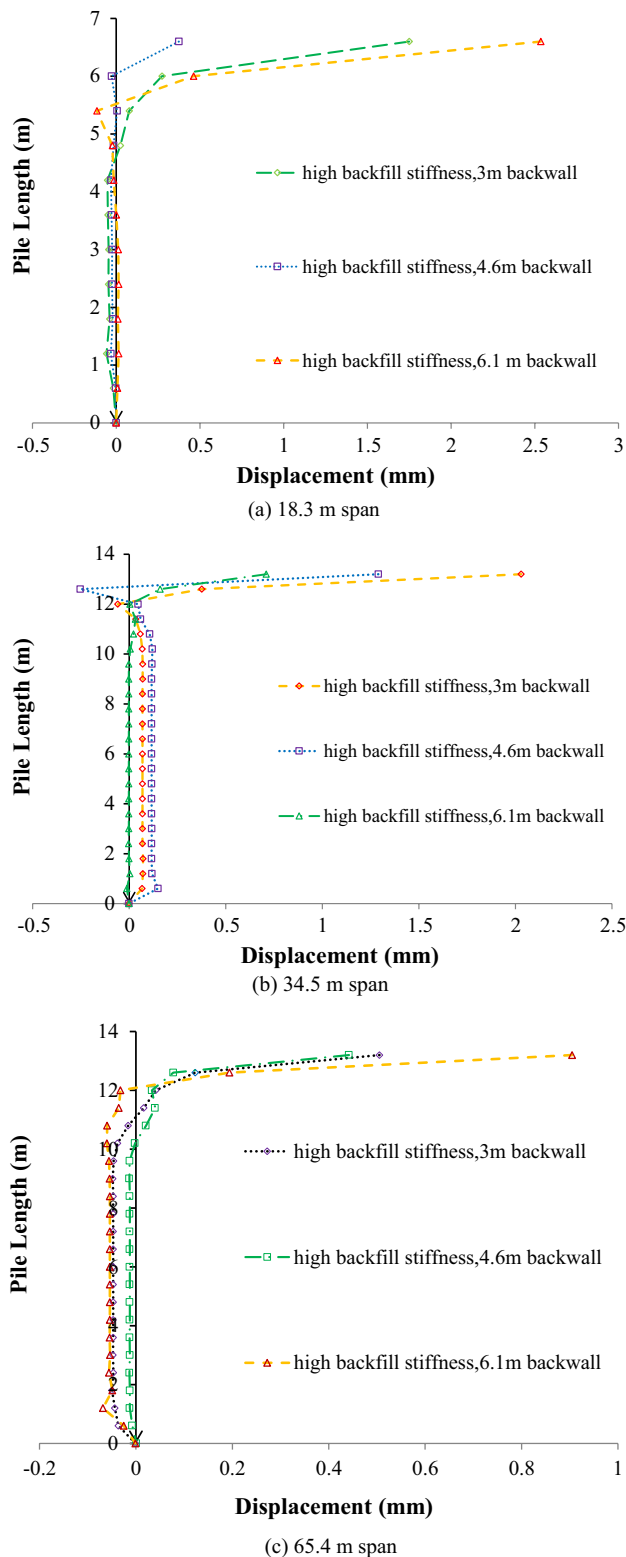 7
6
5
4
3
2
1
0
Pile Length (m)
high backfill stiffness,3m backwall
high backfill stiffness,4.6m backwall
high backfill stiffness,6.1 m backwall
-0.5 0 0.5 1 1.5 2 2.5 3
Displacement (mm)
(a) 18.3 m span
14
12
10
8
6
4
2
0
Pile Length (m)
high backfill stiffness,3m backwall
high backfill stiffness,4.6m backwall
high backfill stiffness,6.1m backwall
-0.5 0 0.5 1 1.5 2 2.5
Displacement (mm)
(b) 34.5 m span
14
12
10
8
6
4
2
0
Pile Length (m)
high backfill stiffness,3m backwall
high backfill stiffness,4.6m backwall
high backfill stiffness,6.1m backwall
-0.2 0 0.2 0.4 0.6 0.8 1
Displacement (mm)
(c) 65.4 m span